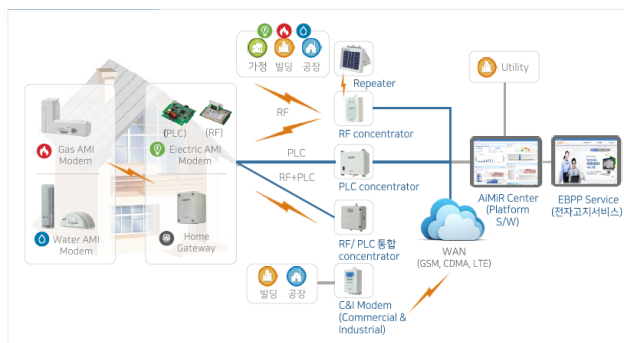 가정 빌딩 공장
Repeater
Utility
RF
RF concentrator
(PLC) (RF)
Gas AMI
Modem
Electric AMI
Modem
PLC
PLC concentrator
RF+PLC
AiMiR Center
(Platform
S/W)
EBPP Service
(전자고지서비스)
Water AMI
Modem
Home
Gateway
RF/ PLC 통합
concentrator
WAN
(GSM, CDMA, LTE)
빌딩 공장
C&I Modem
(Commercial &
Industrial)